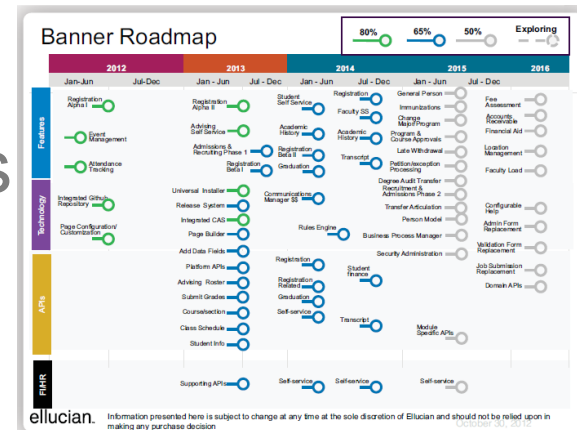 Banner Roadmap
80%
65%
50%
Exploring
S
2012
2013
2014
2015
2016
Jan-Jun
Jul-Dec
Jan - Jun
Jul - Dec
Jan - Jun
Jul - Dec
Jan - Jun
Jul - Dec
Features
Registration
Alpha I
Event
Management
Attendance
Tracking
Registration
Alpha II
Advising
Self Service
Admissions &
Recruiting Phase 1
Registration
Beta I
Student
Self Service
Academic
History
Registration
Beta II
Graduation
Registration
Faculty SS
Academic
History
Transcript
General Person
Immunizations
Change
Major Program
Program &
Course Approvals
Late Withdrawal
Petition/exception
Processing
Degree Audit Transfer
Recruitment &
Admissions Phase 2
Transfer Articulation
Person Model
Fee
Assessment
Accounts
Receivable
Financial Aid
Location
Management
Faculty Load
Technology
Integrated Github
Repository
Page Configuration/
Customization
Universal Installer
Release System
Integrated CAS
Page Builder
Add Data Fields
Communications
Manager SS
Rules Engine
Business Process Manager
Security Administration
Configurable
Help
Admin Form
Replacement
Validation Form
Replacement
Job Submission
Replacement
Domain APIs
APIs
Platform APIs
Advising Roster
Submit Grades
Course/section
Class Schedule
Student Info
Registration
Registration
Related
Graduation
Self-service
Student
finance
Transcript
Module
Specific APIs
FIHR
Supporting APIs
Self-service
Self-service
Self-service
ellucian.
Information presented here is subject to change at any time at the sole discretion of Ellucian and should not be relied upon in
making any purchase decision
October 30, 2012